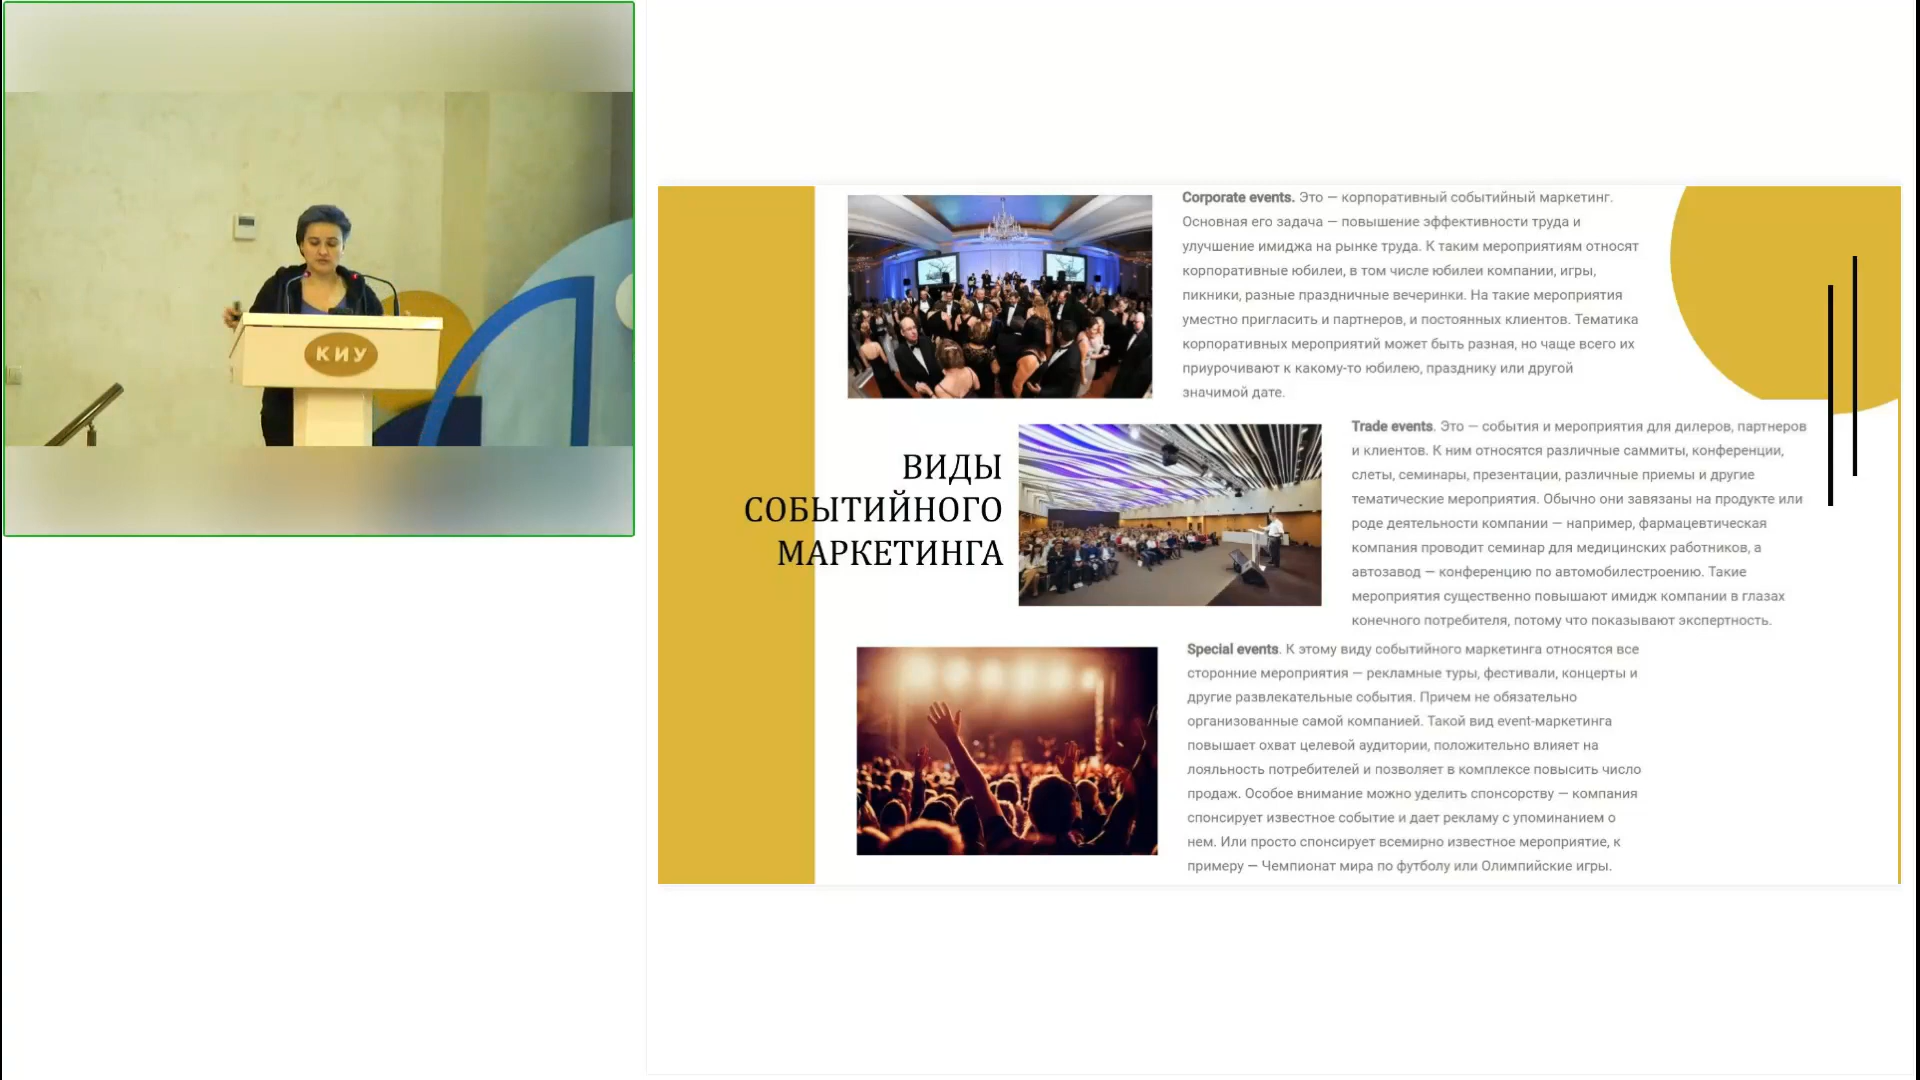 КИУ
Corporate events. Это — корпоративный событийный маркетинг.
Основная его задача — повышение эффективности труда и
улучшение имиджа на рынке труда. К таким мероприятиям относят
корпоративные юбилеи, в том числе юбилеи компании, игры,
пикники, разные праздничные вечеринки. На такие мероприятия
уместно пригласить и партнеров, и постоянных клиентов. Тематика
корпоративных мероприятий может быть разная, но чаще всего их
приурочивают к какому-то юбилею, празднику или другой
значимой дате.
ВИДЫ
СОБЫТИЙНОГО
МАРКЕТИНГА
Trade events. Это — события и мероприятия для дилеров, партнеров
и клиентов. К ним относятся различные саммиты, конференции,
слеты, семинары, презентации, различные приемы и другие
тематические мероприятия. Обычно они завязаны на продукте или
роде деятельности компании — например, фармацевтическая
компания проводит семинар для медицинских работников, а
автозавод — конференцию по автомобилестроению. Такие
мероприятия существенно повышают имидж компании в глазах
конечного потребителя, потому что показывают экспертность.
Special events. К этому виду событийного маркетинга относятся все
сторонние мероприятия — рекламные туры, фестивали, концерты и
другие развлекательные события. Причем не обязательно
организованные самой компанией. Такой вид event-маркетинга
повышает охват целевой аудитории, положительно влияет на
лояльность потребителей и позволяет в комплексе повысить число
продаж. Особое внимание можно уделить спонсорству — компания
спонсирует известное событие и дает рекламу с упоминанием о
нем. Или просто спонсирует всемирно известное мероприятие, к
примеру — Чемпионат мира по футболу или Олимпийские игры.